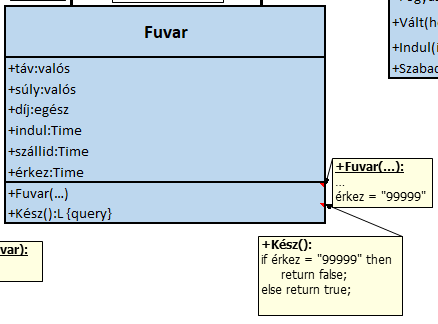 Fuvar
+táv:valós
+súly:valós
+díj:egész
+indul:Time
+szállid:Time
+érkez:Time
+Fuvar(...)
+Kész():L {query}
+Vált(h
+Indul(i
+Szabad
+Fuvar(...):
...
érkez = "99999"
var):
+Kész():
if érkez = "99999" then
return false;
else return true;